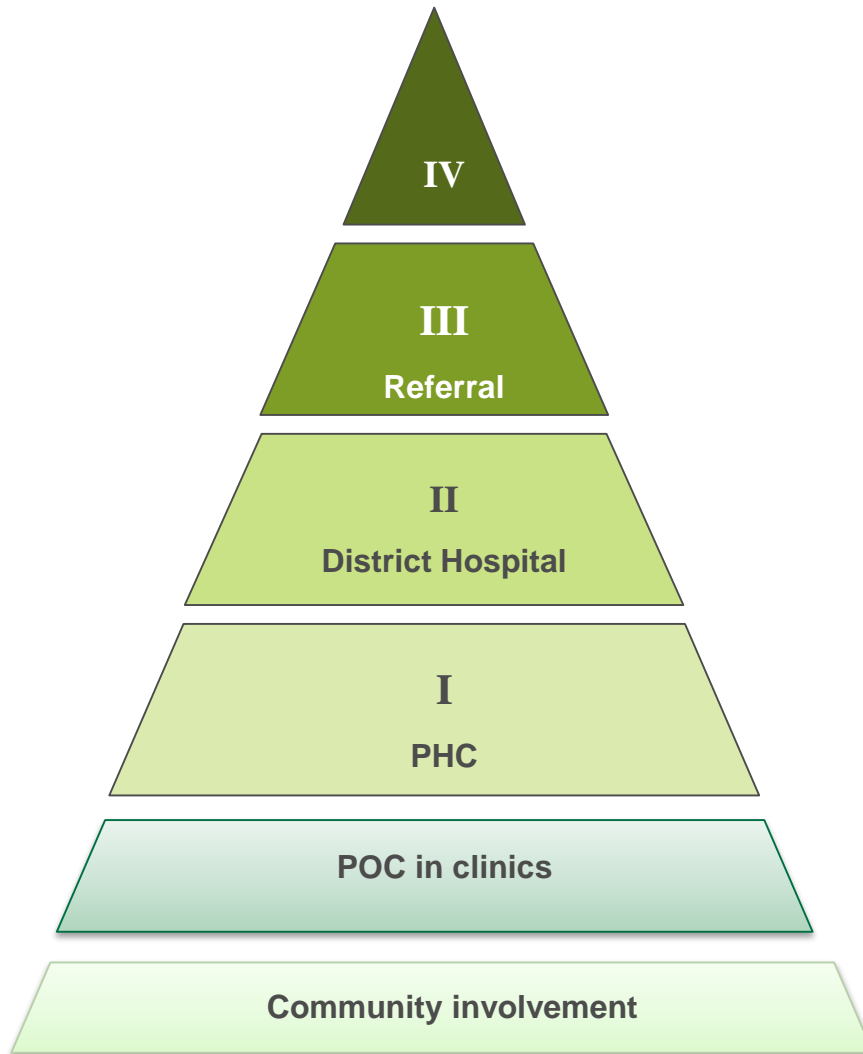 IV
III
Referral
II
District Hospital
I
PHC
POC in clinics
Community involvement